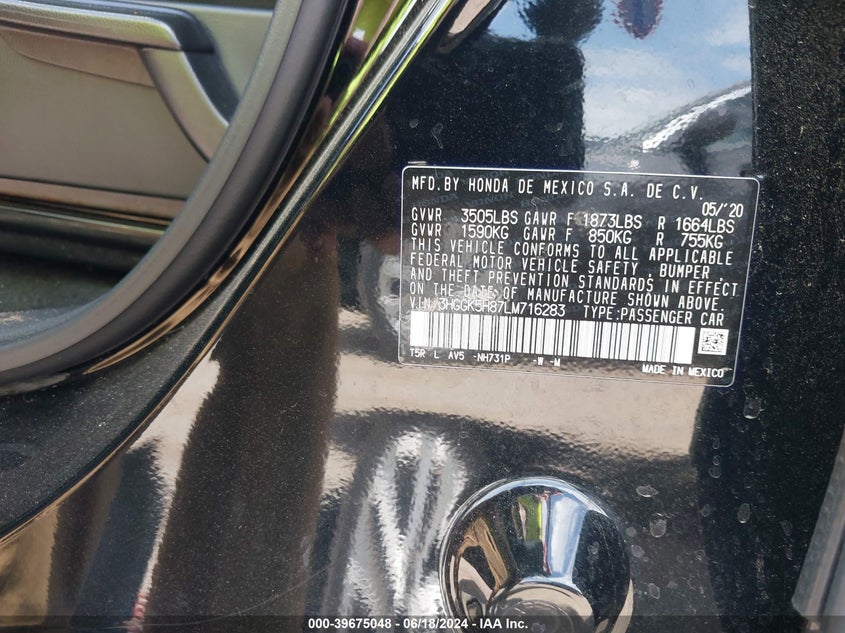 MFD.BY HONDA DE MEXICO S.A. DE C.V.
05/'20
GVWR 3505LBS GAWR F 1873LBS R 1664LBS
GVWR 1590KG GAWR F 850KG R 755KG
THIS VEHICLE CONFORMS TO ALL APPLICABLE
FEDERAL MOTOR VEHICLE SAFETY, BUMPER,
AND THEFT PREVENTION STANDARDS IN EFFECT
ON THE DATE OF MANUFACTURE SHOWN ABOVE.
V.I.N. 3HGGK5H87LM716283 TYPE:PASSENGER CAR
T5R L AV5 -NH731P -W -M
MADE IN MEXICO
000-39675048 - 06/18/2024 - IAA Inc.